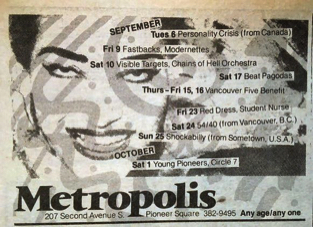 SEPTEMBER
Tues 6 Personality Crisis (from Canada)
Fri 9 Fastbacks, Modernettes
Sat 10 Visible Targets, Chains of Hell Orchestra
Sat 17 Beat Pagodas
Thurs-Fri 15, 16 Vancouver Five Benefit
Fri 23 Red Dress, Student Nurse
Sat 24 54/40 (from Vancouver, B.C.)
Sun 25 Shockabilly (from Sometown, U.S.A.)
OCTOBER
Sat 1 Young Pioneers, Circle 7
Metropolis
207 Second Avenue S. Pioneer Square 382-9495 Any age/any one